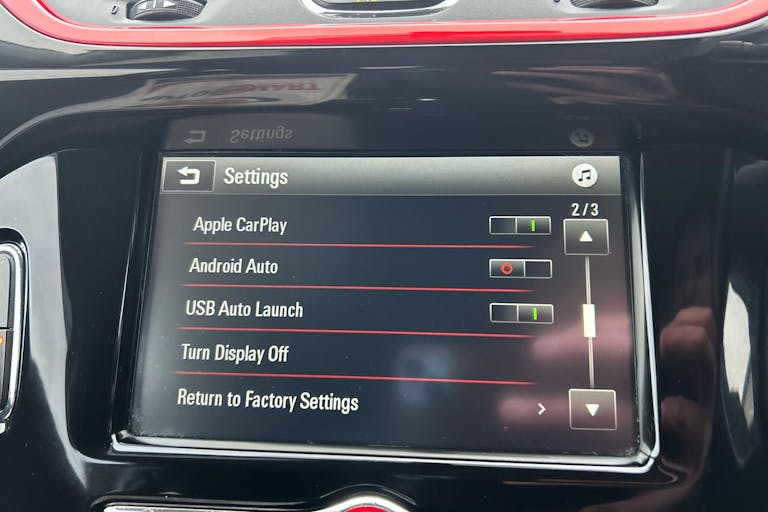 Settings
Apple CarPlay
2/3
Android Auto
USB Auto Launch
Turn Display Off
Return to Factory Settings